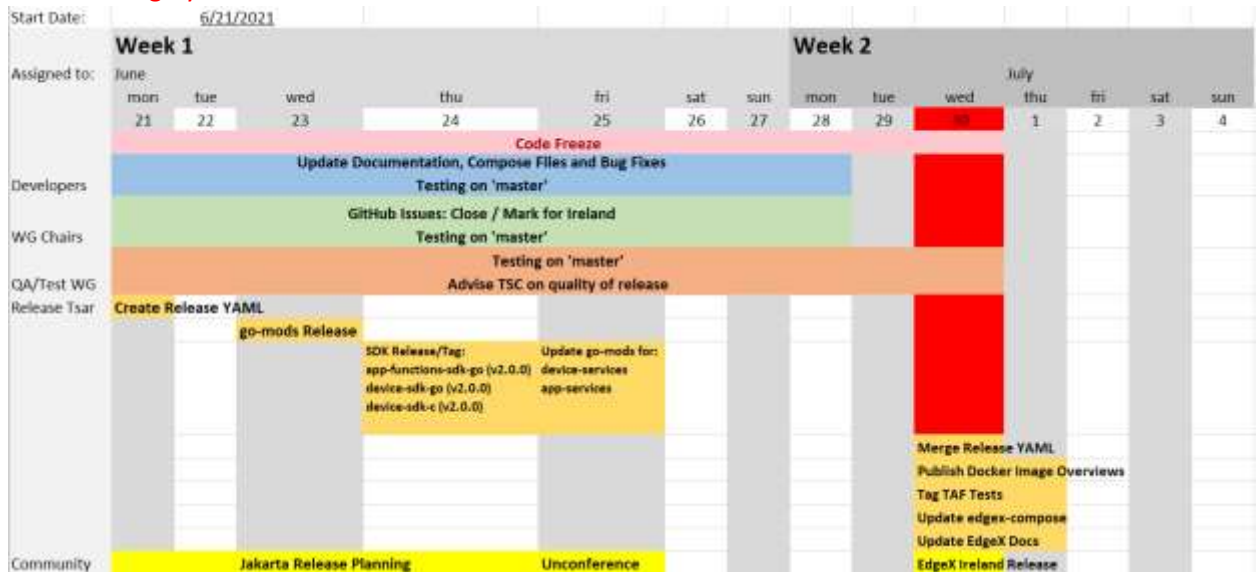 Start Date: 6/21/2021
Week 1 Week 2
Assigned to: June July
mon tue wed thu fri sat sun mon tue wed thu fri sat sun
21 22 23 24 25 26 27 28 29 30 1 2 3 4
Code Freeze
Update Documentation, Compose Files and Bug Fixes
Developers Testing on 'master'
GitHub Issues: Close / Mark for Ireland
WG Chairs Testing on 'master'
Testing on 'master'
QA/Test WG Advise TSC on quality of release
Release Tsar Create Release YAML
go-mods Release
SDK Release/Tag: Update go-mods for:
app-functions-sdk-go (v2.0.0) device-services
device-sdk-go (v2.0.0) app-services
device-sdk-c (v2.0.0)
Merge Release YAML
Publish Docker Image Overviews
Tag TAF Tests
Update edgex-compose
Update EdgeX Docs
Community Jakarta Release Planning Unconference EdgeX Ireland Release